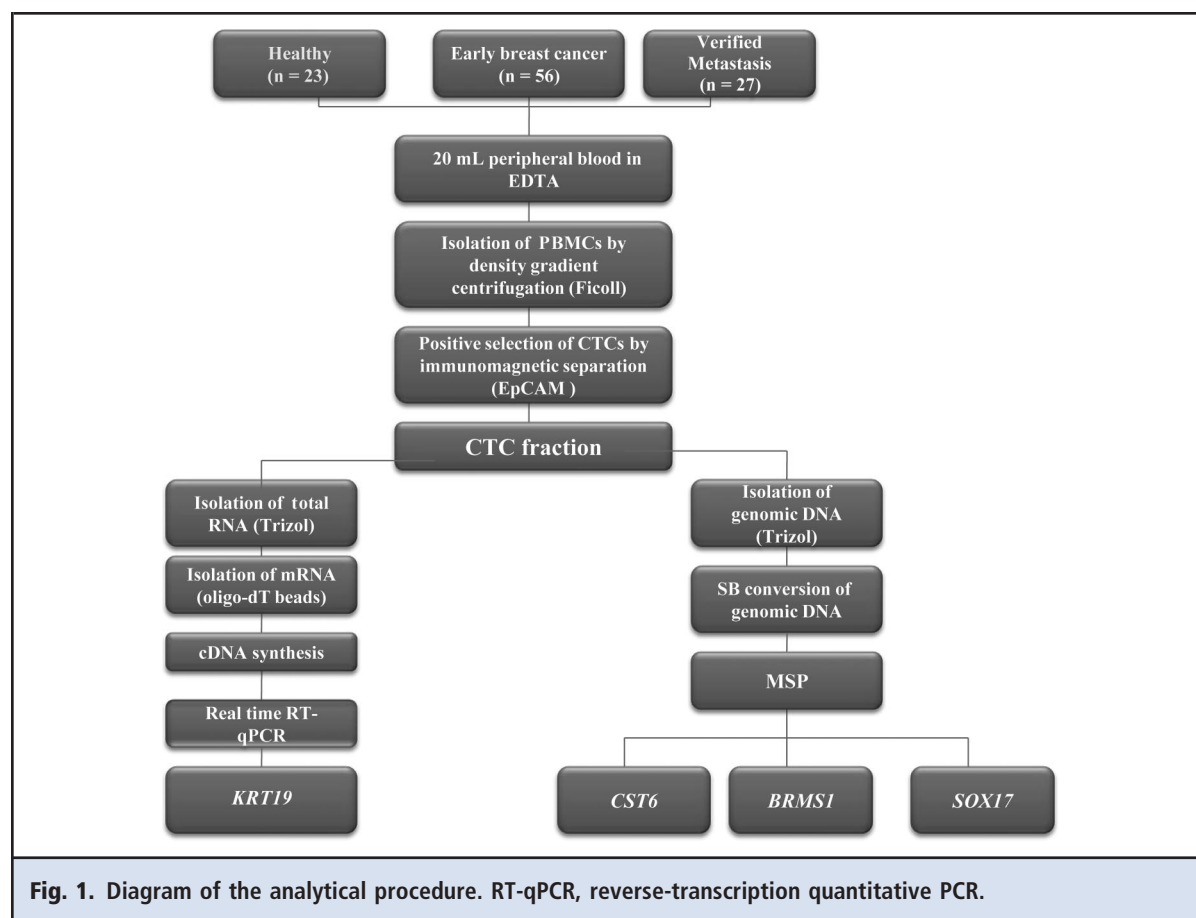 Healthy
(n = 23)
Early breast cancer
(n = 56)
Verified
Metastasis
(n = 27)
20 mL peripheral blood in
EDTA
Isolation of PBMCs by
density gradient
centrifugation (Ficoll)
Positive selection of CTCs by
immunomagnetic separation
(EpCAM )
CTC fraction
Isolation of total
RNA (Trizol)
Isolation of mRNA
(oligo-dT beads)
cDNA synthesis
Real time RT-
qPCR
KRT19
Isolation of
genomic DNA
(Trizol)
SB conversion of
genomic DNA
MSP
CST6
BRMS1
SOX17
Fig. 1. Diagram of the analytical procedure. RT-qPCR, reverse-transcription quantitative PCR.